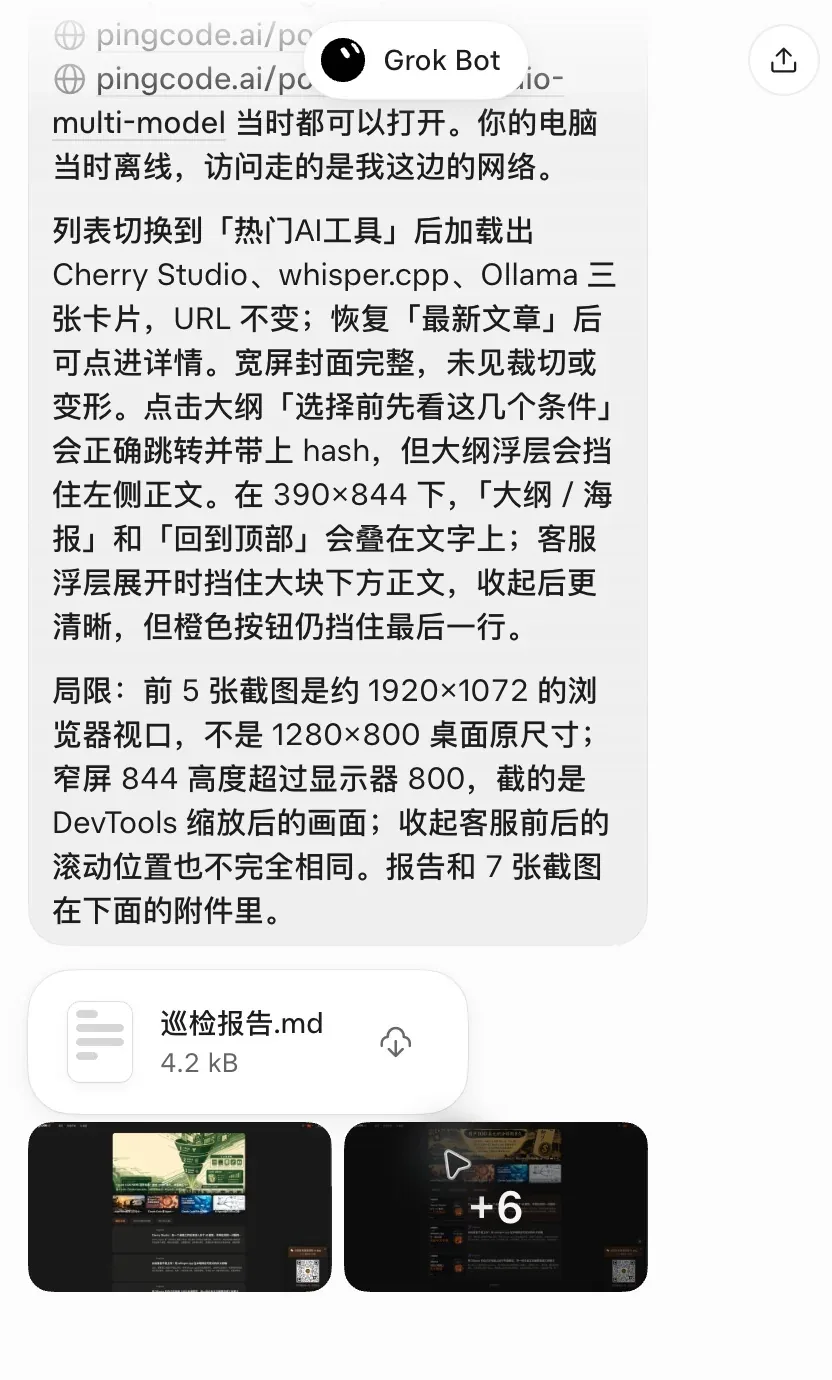 pingcode.ai/po
Grok Bot
pingcode.ai/po dio-
multi-model 当时都可以打开。你的电脑
当时离线，访问走的是我这边的网络。
列表切换到「热门AI工具」后加载出
Cherry Studio、whisper.cpp、Ollama 三
张卡片，URL 不变；恢复「最新文章」后
可点进详情。宽屏封面完整，未见裁切或
变形。点击大纲「选择前先看这几个条件」
会正确跳转并带上 hash，但大纲浮层会挡
住左侧正文。在 390×844 下，「大纲 / 海
报」和「回到顶部」会叠在文字上；客服
浮层展开时挡住大块下方正文，收起后更
清晰，但橙色按钮仍挡住最后一行。
局限：前 5 张截图是约 1920×1072 的浏
览器视口，不是 1280×800 桌面原尺寸；
窄屏 844 高度超过显示器 800，截的是
DevTools 缩放后的画面；收起客服前后的
滚动位置也不完全相同。报告和 7 张截图
在下面的附件里。
巡检报告.md
4.2 kB
+6